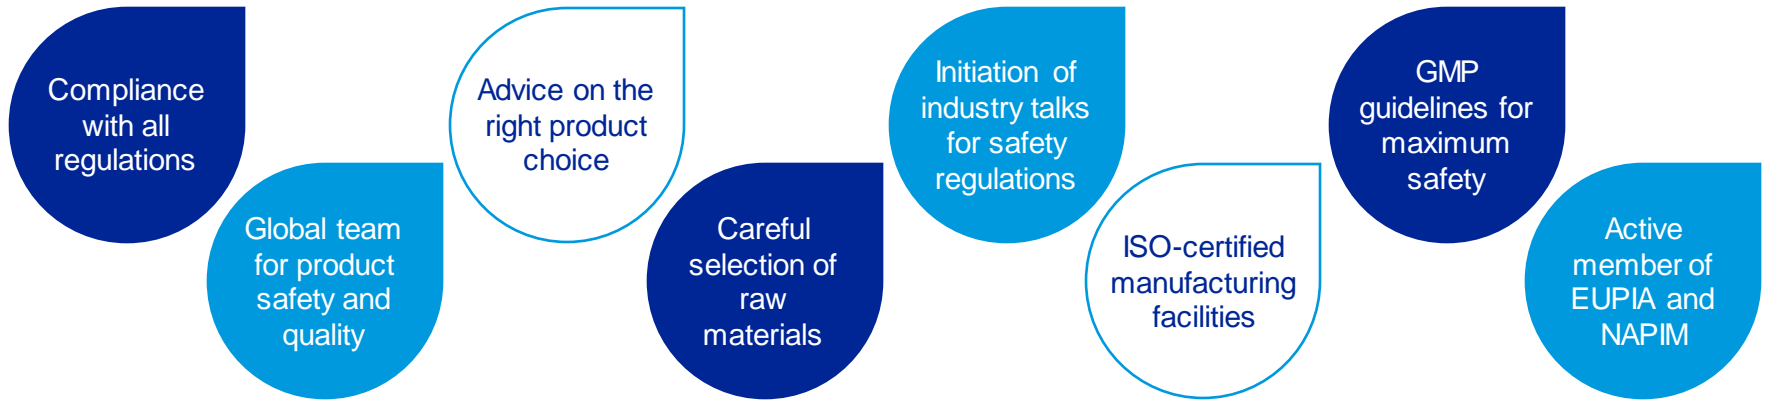 Compliance
with all
regulations
Global team
for product
safety and
quality
Advice on the
right product
choice
Careful
selection of
raw
materials
Initiation of
industry talks
for safety
regulations
ISO-certified
manufacturing
facilities
GMP
guidelines for
maximum
safety
Active
member of
EUPIA and
NAPIM